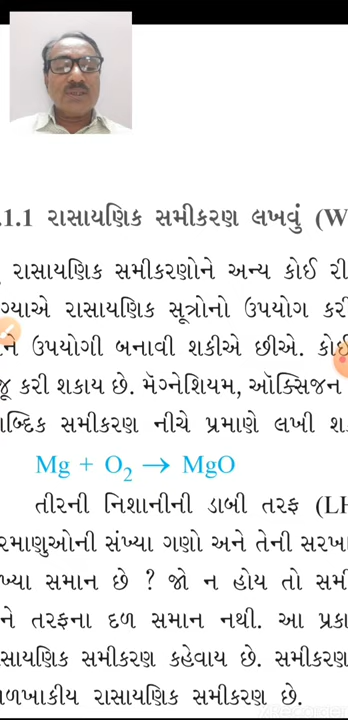 .1.1 રાસાયણિક સમીકરણ લખવું (W
રાસાયણિક સમીકરણોને અન્ય કોઈ રી
ગ્યાએ રાસાયણિક સૂત્રોનો ઉપયોગ કરી
ને ઉપયોગી બનાવી શકીએ છીએ. કોઈ
જૂ કરી શકાય છે. મૅગ્નેશિયમ, ઑક્સિજન
ાબ્દિક સમીકરણ નીચે પ્રમાણે લખી શ
Mg + O₂ → MgO
તીરની નિશાનીની ડાબી તરફ (LH
રમાણુઓની સંખ્યા ગણો અને તેની સરખા
ખ્યા સમાન છે ? જો ન હોય તો સમી
ને તરફના દળ સમાન નથી. આ પ્રકા
ાસાયણિક સમીકરણ કહેવાય છે. સમીકરણ
ાળખાકીય રાસાયણિક સમીકરણ છે.